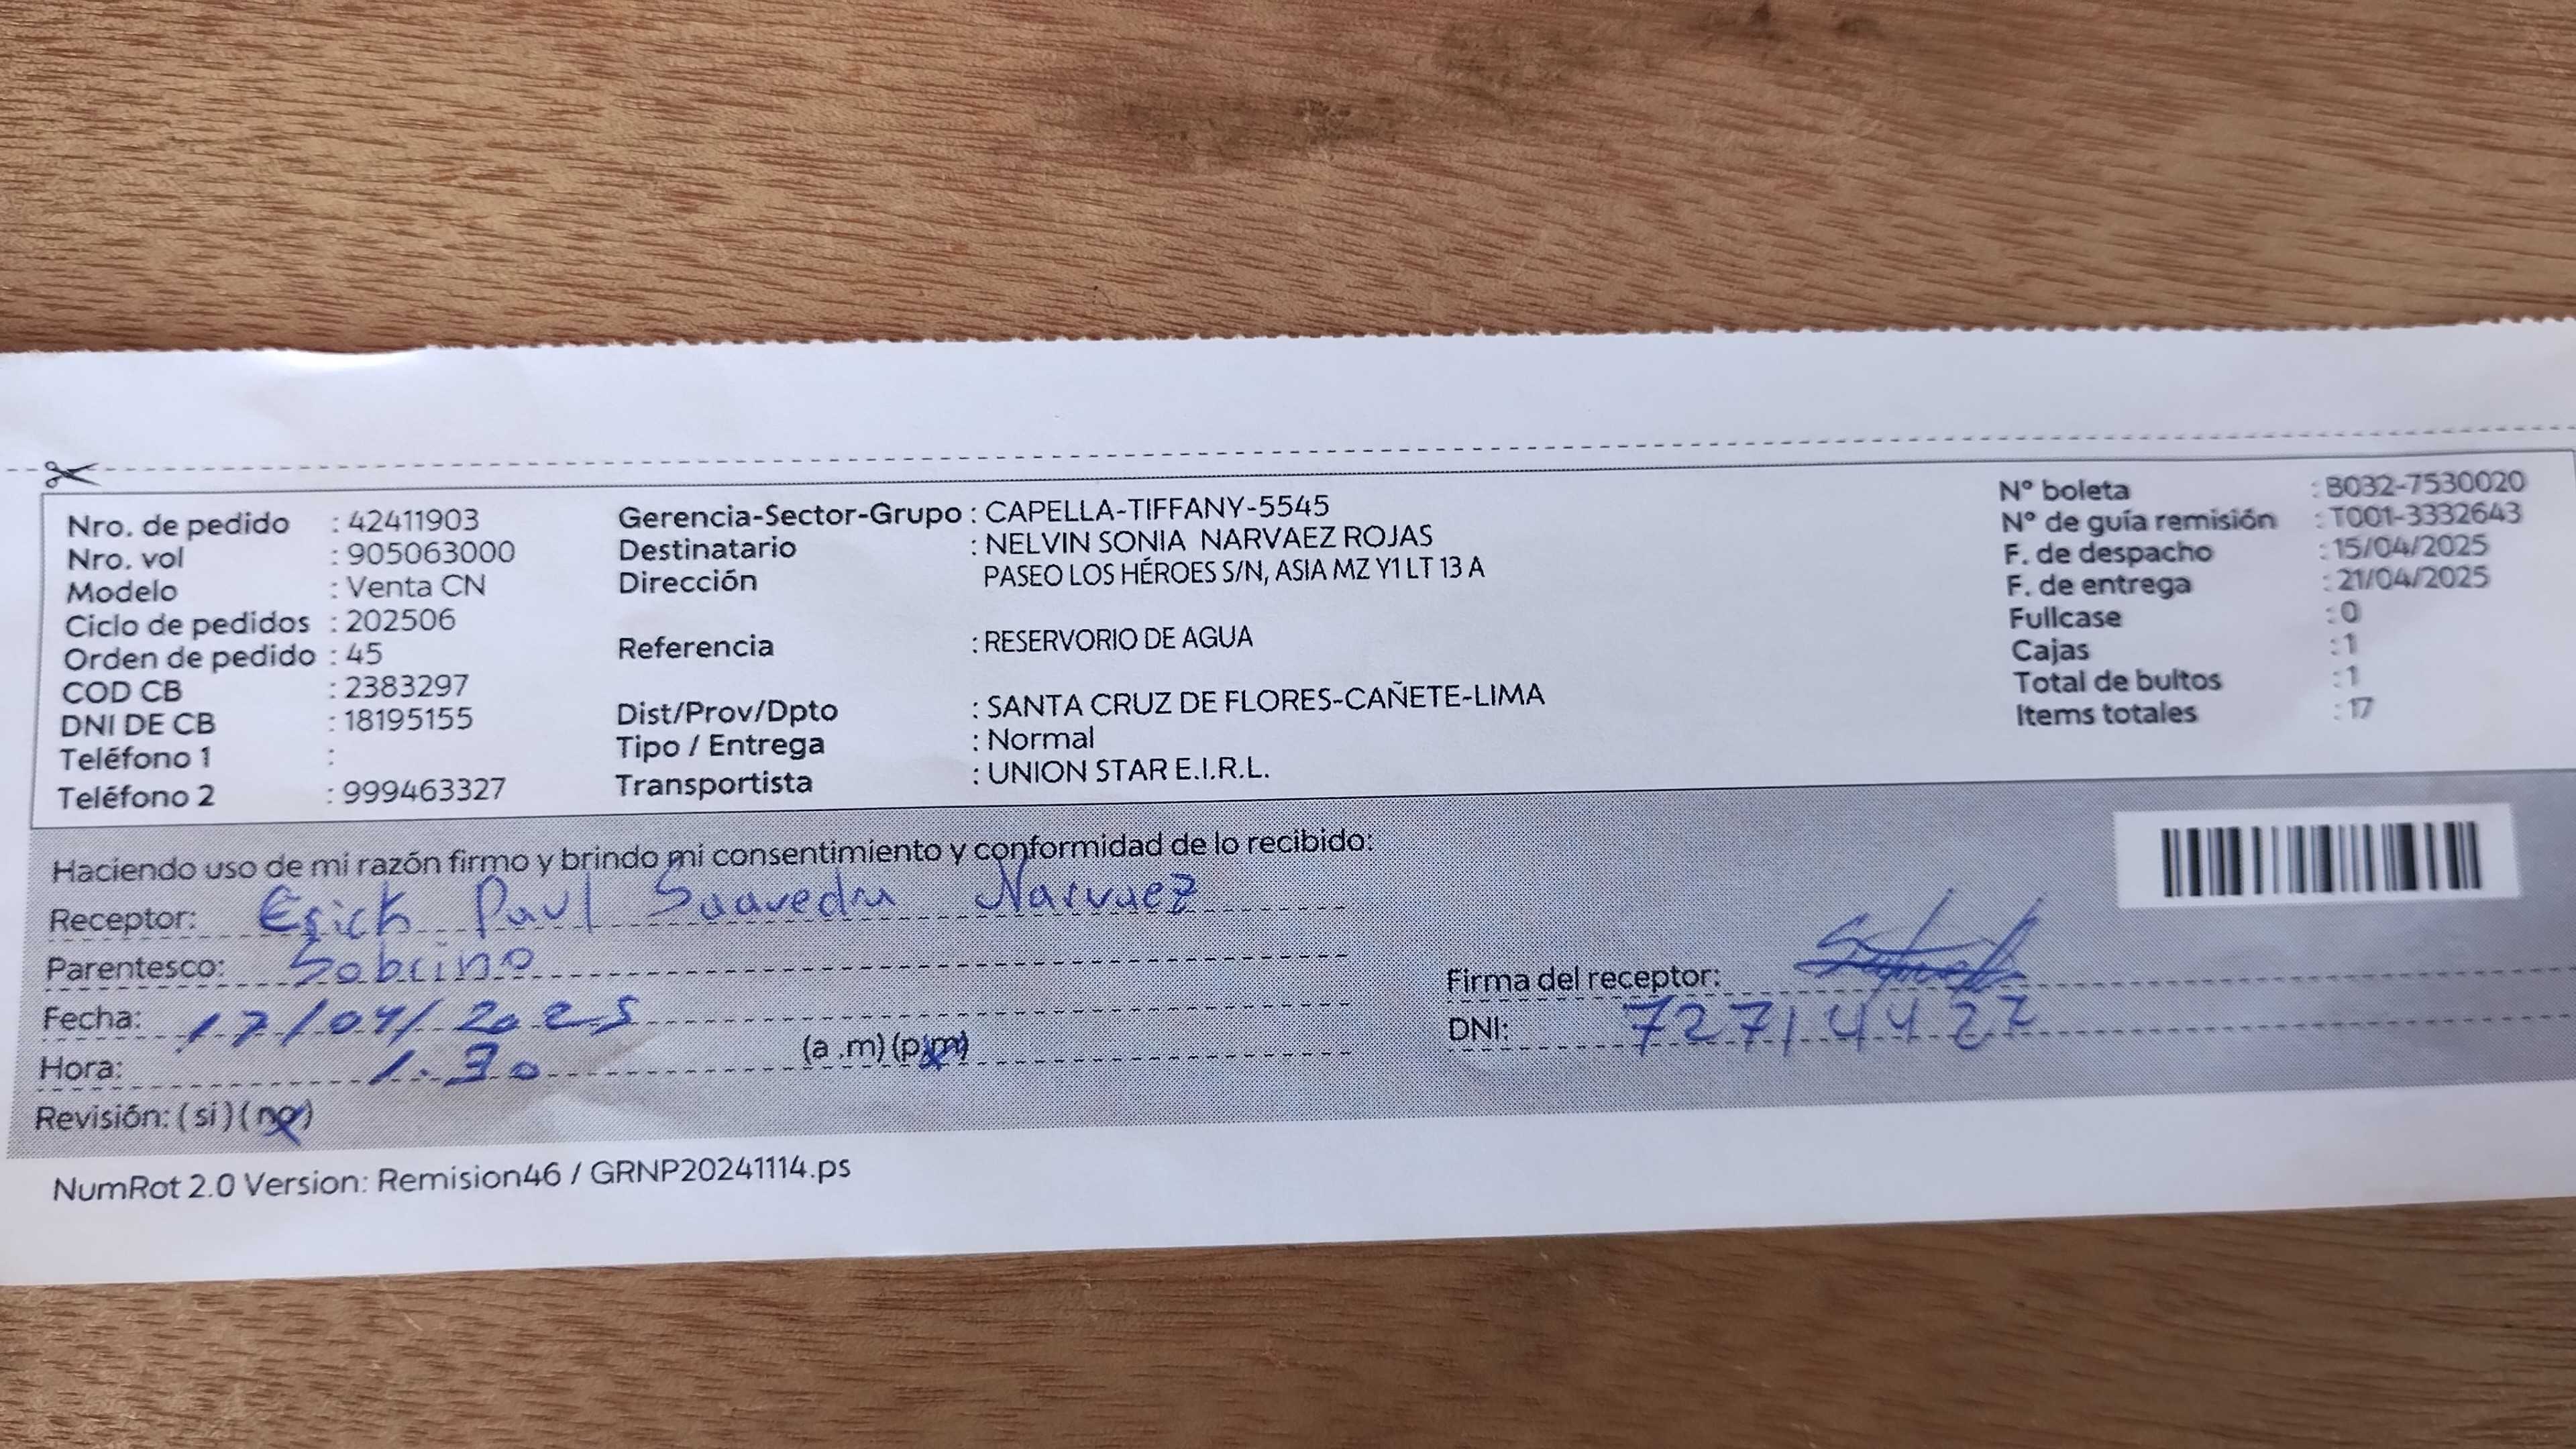 Nro. de pedido : 42411903
Nro. vol : 905063000
Modelo : Venta CN
Ciclo de pedidos : 202506
Orden de pedido : 45
COD CB : 2383297
DNI DE CB : 18195155
Teléfono 1 :
Teléfono 2 : 999463327
Gerencia-Sector-Grupo : CAPELLA-TIFFANY-5545
Destinatario : NELVIN SONIA NARVAEZ ROJAS
Dirección PASEO LOS HÉROES S/N, ASIA MZ Y1 LT 13 A
Referencia : RESERVORIO DE AGUA
Dist/Prov/Dpto : SANTA CRUZ DE FLORES-CAÑETE-LIMA
Tipo / Entrega : Normal
Transportista : UNION STAR E.I.R.L.
Nº boleta : B032-7530020
Nº de guía remisión : T001-3332643
F. de despacho : 15/04/2025
F. de entrega : 21/04/2025
Fullcase : 0
Cajas : 1
Total de bultos : 1
Items totales : 17
Haciendo uso de mi razón firmo y brindo mi consentimiento y conformidad de lo recibido:
Receptor: Erick Paul Saavedra Narvaez
Parentesco: Sobrino
Fecha: 17/04/2025
Hora: 1.30 (a .m) (p.m)
Revisión: (si) (no)
Firma del receptor:
DNI: 72714427
NumRot 2.0 Version: Remision46 / GRNP20241114.ps